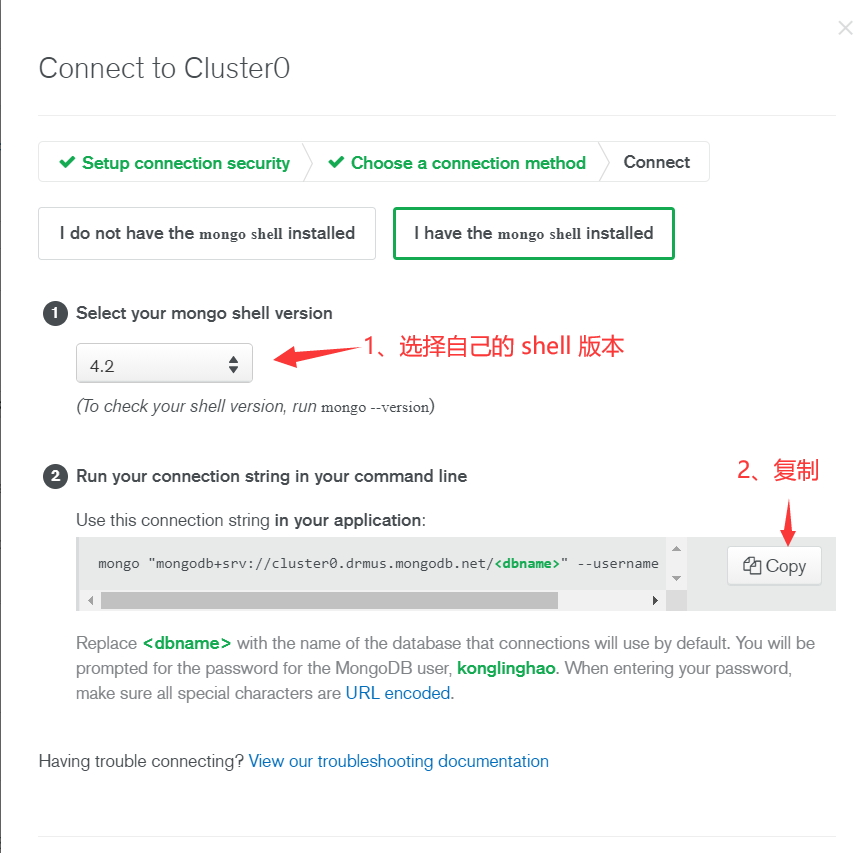 Connect to Cluster0
✔ Setup connection security ✔ Choose a connection method Connect
I do not have the mongo shell installed I have the mongo shell installed
1 Select your mongo shell version
1、选择自己的 shell 版本
4.2
(To check your shell version, run mongo --version)
2、复制
2 Run your connection string in your command line
Use this connection string in your application:
mongo "mongodb+srv://cluster0.drmus.mongodb.net/<dbname>" --username
Copy
Replace <dbname> with the name of the database that connections will use by default. You will be
prompted for the password for the MongoDB user, konglinghao. When entering your password,
make sure all special characters are URL encoded.
Having trouble connecting? View our troubleshooting documentation